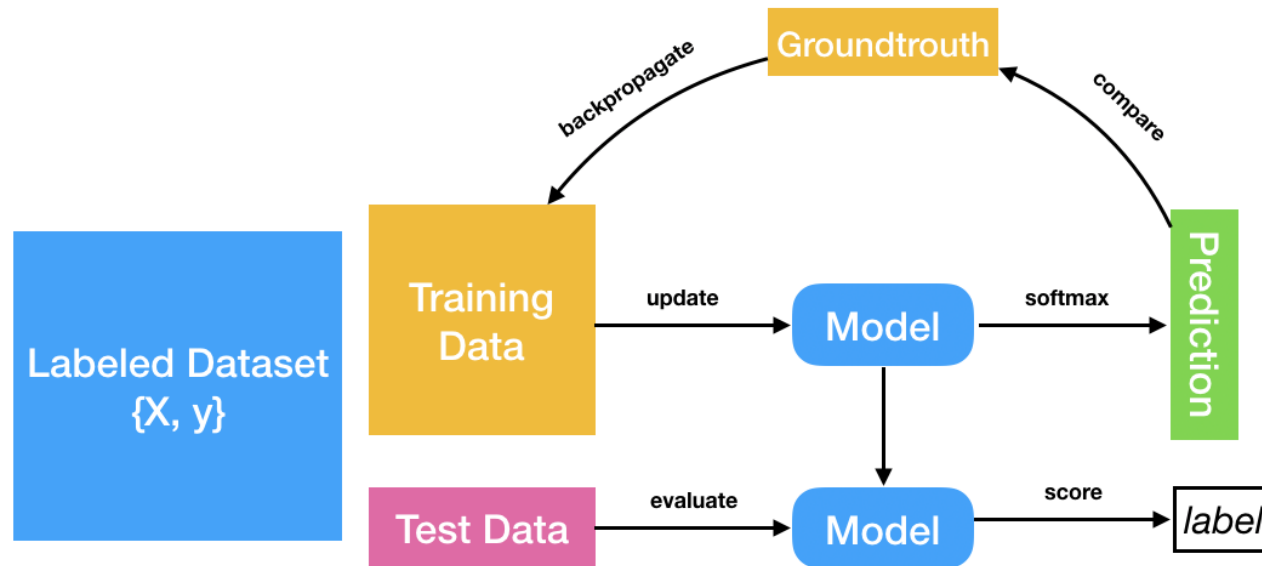 Groundtrouth
backpropagate
compare
Labeled Dataset
{X, y}
Training
Data
update
Model
softmax
Prediction
Test Data
evaluate
Model
score
label